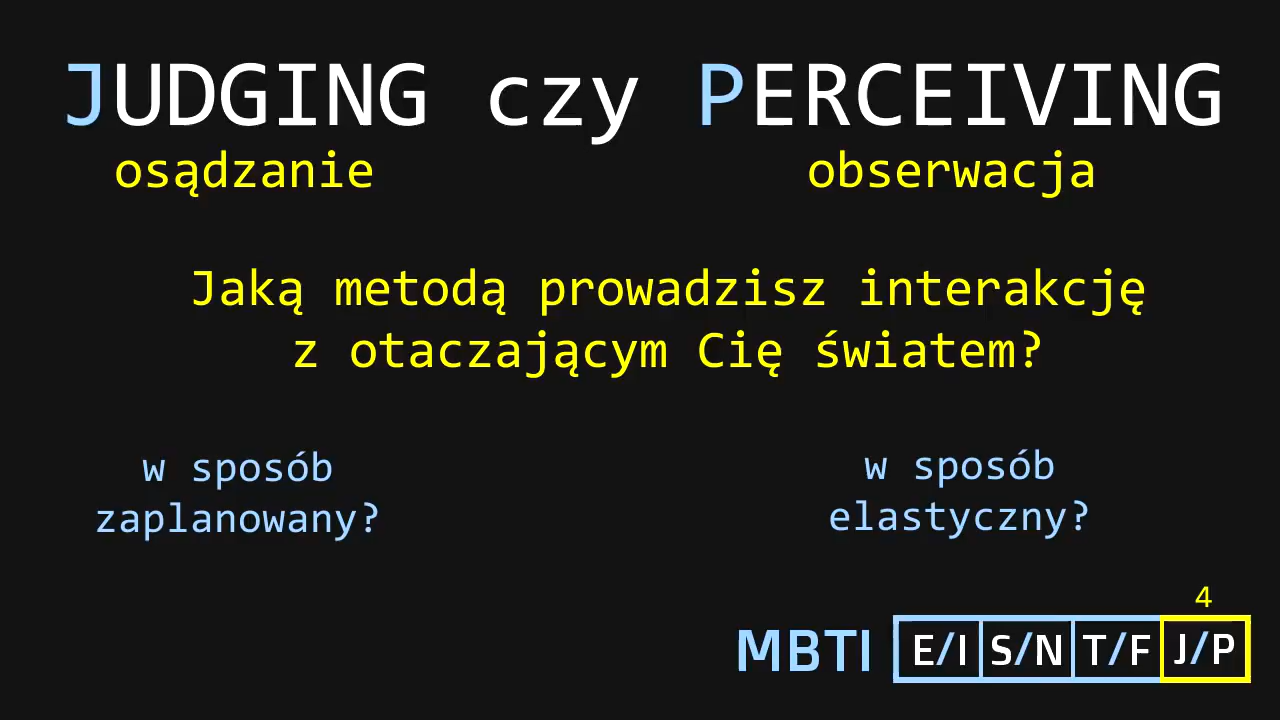 JUDGING czy PERCEIVING
osądzanie obserwacja
Jaką metodą prowadzisz interakcję
z otaczającym Cię światem?
w sposób
zaplanowany?
w sposób
elastyczny?
4
MBTI E/I S/N T/F J/P